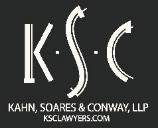 K·S·C
KAHN, SOARES & CONWAY, LLP
KSCLAWYERS.COM